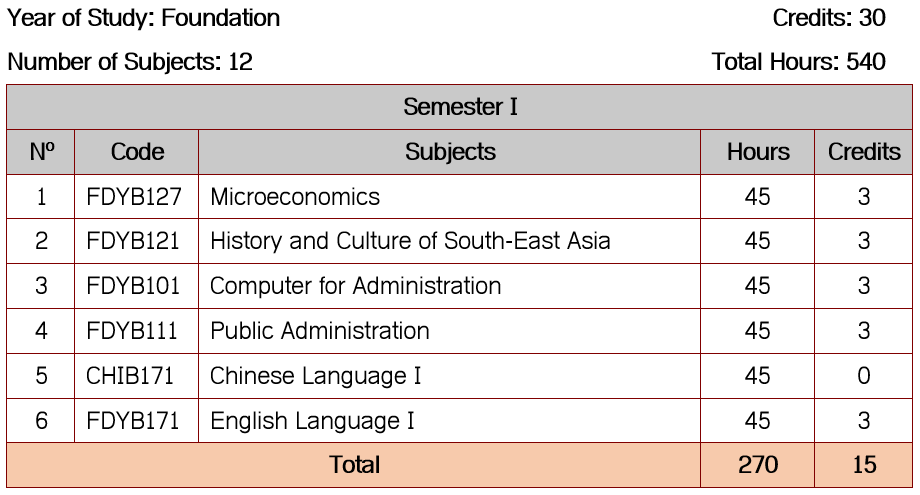 Year of Study: Foundation Credits: 30
Number of Subjects: 12 Total Hours: 540
Semester I
Nº Code Subjects Hours Credits
1 FDYB127 Microeconomics 45 3
2 FDYB121 History and Culture of South-East Asia 45 3
3 FDYB101 Computer for Administration 45 3
4 FDYB111 Public Administration 45 3
5 CHIB171 Chinese Language I 45 0
6 FDYB171 English Language I 45 3
Total 270 15